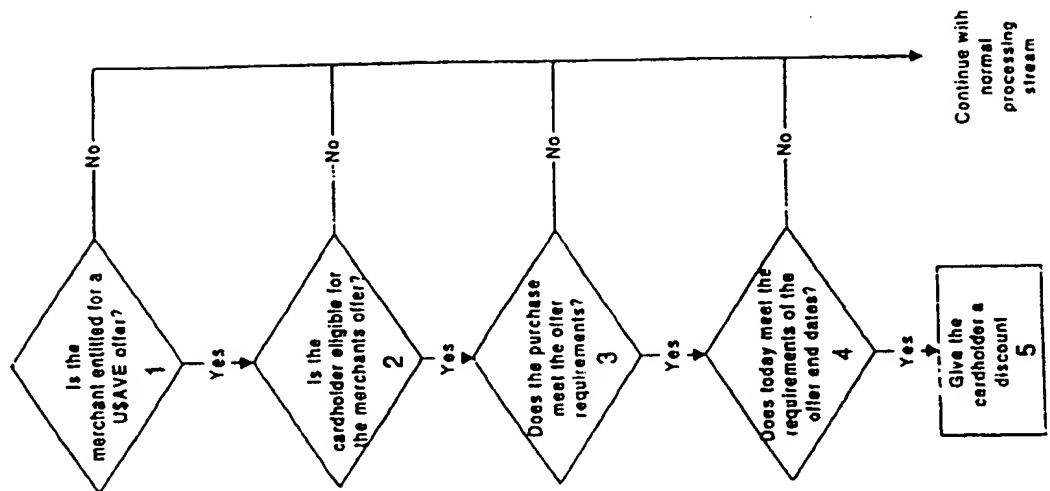 Is the
merchant entitled for a
USAVE offer?
1
No
Yes
Is the
cardholder eligible for
the merchants offer?
2
No
Yes
Does the purchase
meet the offer
requirements?
3
No
Yes
Does today meet the
requirements of the
offer end dates?
4
No
Yes
Give the
cardholder a
discount
5
Continue with
normal
processing
stream